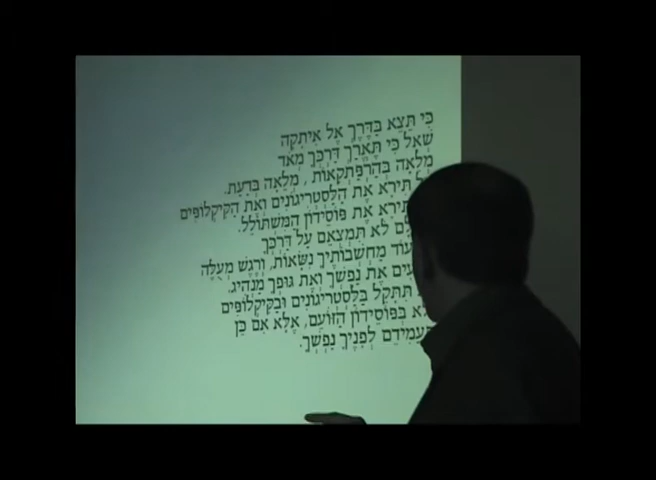 כִּי תֵּצֵא בַּדֶּרֶךְ אֶל אִיתָקָה
שְׁאַל כִּי תֶּאֱרַךְ דַּרְכְּךָ מְאֹד
מְלֵאָה בְּהַרְפַּתְקָאוֹת , מְלֵאָה בְּדַעַת.
תִּירָא אֶת הַלַּסְטְרִיגוֹנִים וְאֶת הַקִּיקְלוֹפִּים
תִּירָא אֶת פּוֹסֵידוֹן הַמִּשְׁתּוֹלֵל.
לֹא תִּמְצָאֵם עַל דַּרְכְּךָ
עוֹד מַחְשְׁבוֹתֶיךָ נִשָּׂאוֹת, וְרֶגֶשׁ מְעֻלֶּה
אֶת נַפְשְׁךָ וְאֶת גּוּפְךָ מַנְהִיג.
תִּתָּקֵל בַּלַּסְטְרִיגוֹנִים וּבַקִּיקְלוֹפִּים
בְּפוֹסֵידוֹן הַזּוֹעֵם, אֶלָּא אִם כֵּן
תַּעֲמִידֵם לְפָנֶיךָ נַפְשְׁךָ.